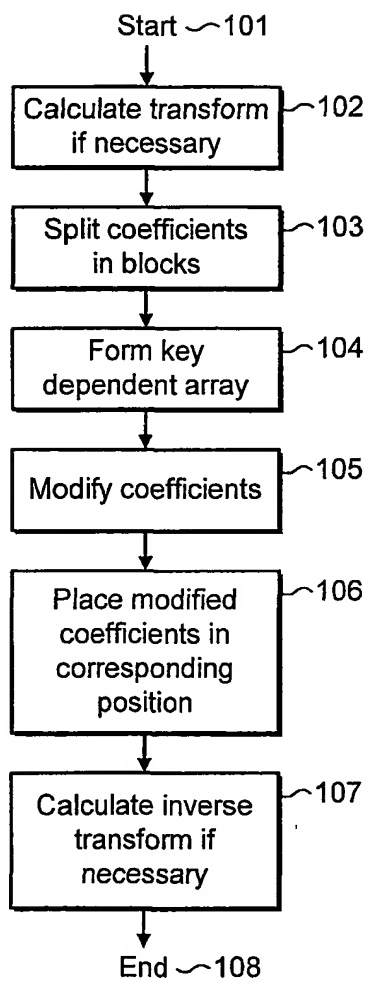 Start 101
Calculate transform 102
if necessary
Split coefficients 103
in blocks
Form key 104
dependent array
Modify coefficients 105
Place modified 106
coefficients in
corresponding
position
Calculate inverse 107
transform if
necessary
End 108